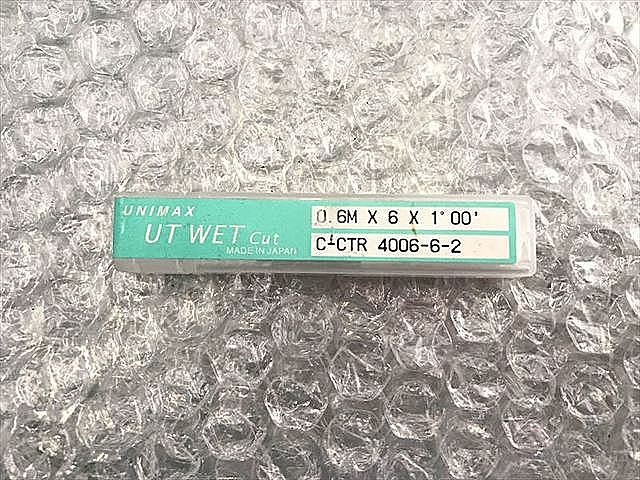 UNIMAX
UT WET Cut
MADE IN JAPAN
0.6M X 6 X 1°00'
C┴CTR 4006-6-2